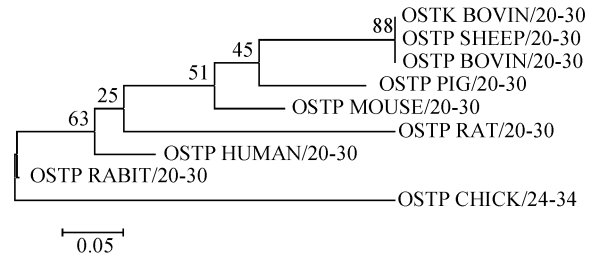 OSTK BOVIN/20-30
88
OSTP SHEEP/20-30
45
OSTP BOVIN/20-30
51
OSTP PIG/20-30
25
OSTP MOUSE/20-30
63
OSTP RAT/20-30
OSTP HUMAN/20-30
OSTP RABIT/20-30
OSTP CHICK/24-34
0.05